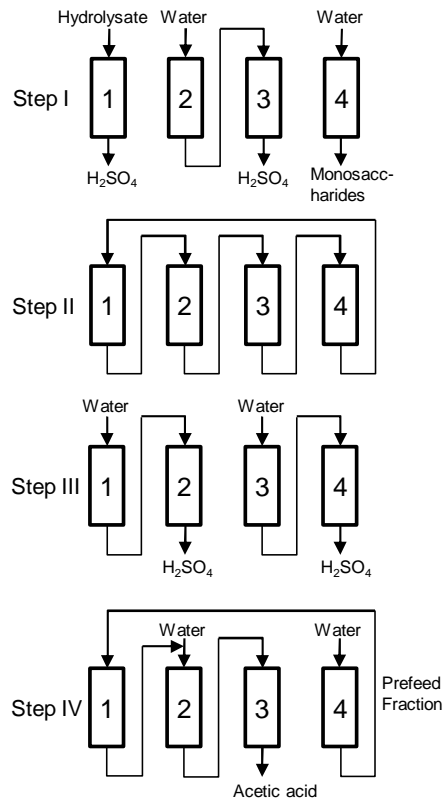 Hydrolysate Water Water
Step I 1 2 3 4
H₂SO₄ H₂SO₄ Monosacc-
harides
Step II 1 2 3 4
Water Water
Step III 1 2 3 4
H₂SO₄ H₂SO₄
Water Water
Prefeed
Fraction
Step IV 1 2 3 4
Acetic acid